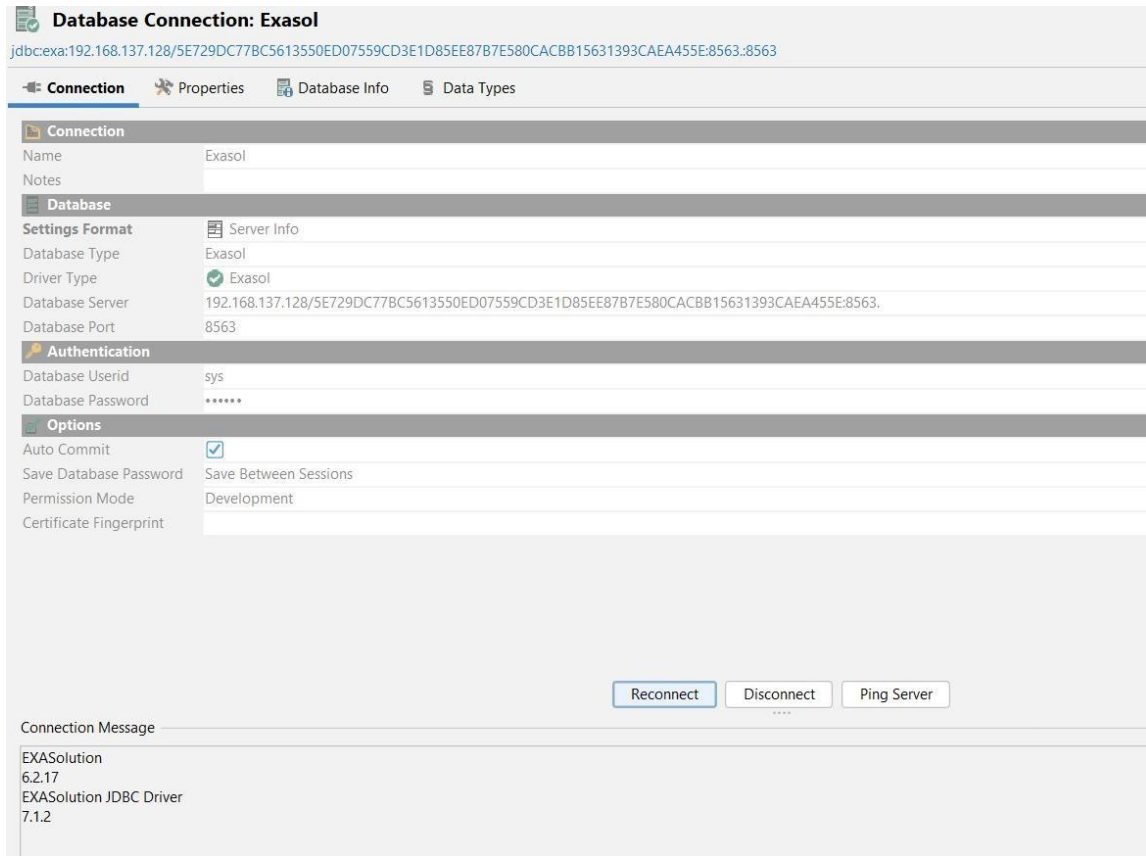 Database Connection: Exasol
jdbc:exa:192.168.137.128/5E729DC77BC5613550ED07559CD3E1D85EE87B7E580CACBB15631393CAEA455E:8563.:8563
Connection Properties Database Info Data Types
Connection
Name Exasol
Notes
Database
Settings Format Server Info
Database Type Exasol
Driver Type Exasol
Database Server 192.168.137.128/5E729DC77BC5613550ED07559CD3E1D85EE87B7E580CACBB15631393CAEA455E:8563.
Database Port 8563
Authentication
Database Userid sys
Database Password ••••••
Options
Auto Commit
Save Database Password Save Between Sessions
Permission Mode Development
Certificate Fingerprint
Reconnect Disconnect Ping Server
Connection Message
EXASolution
6.2.17
EXASolution JDBC Driver
7.1.2